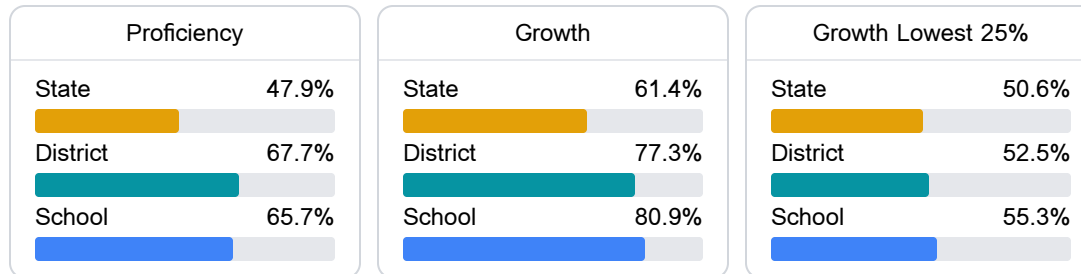 Proficiency
State 47.9%
District 67.7%
School 65.7%
Growth
State 61.4%
District 77.3%
School 80.9%
Growth Lowest 25%
State 50.6%
District 52.5%
School 55.3%